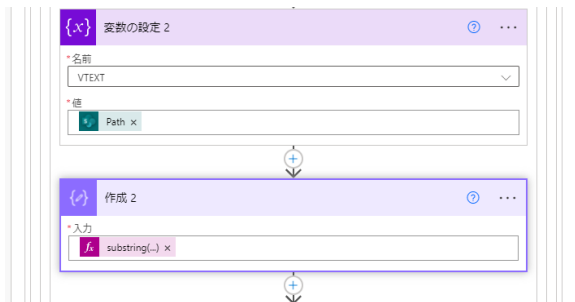 {x} 変数の設定 2
* 名前
VTEXT
* 値
Path ×
作成 2
* 入力
fx substring(...) ×